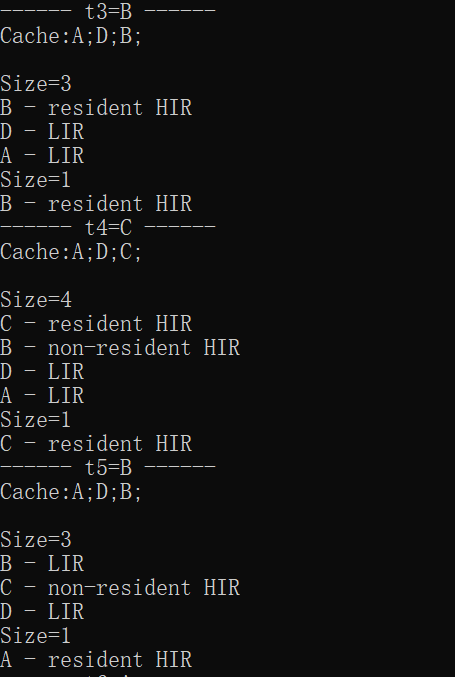 ------ t3=B ------
Cache:A;D;B;
Size=3
B - resident HIR
D - LIR
A - LIR
Size=1
B - resident HIR
------ t4=C ------
Cache:A;D;C;
Size=4
C - resident HIR
B - non-resident HIR
D - LIR
A - LIR
Size=1
C - resident HIR
------ t5=B ------
Cache:A;D;B;
Size=3
B - LIR
C - non-resident HIR
D - LIR
Size=1
A - resident HIR